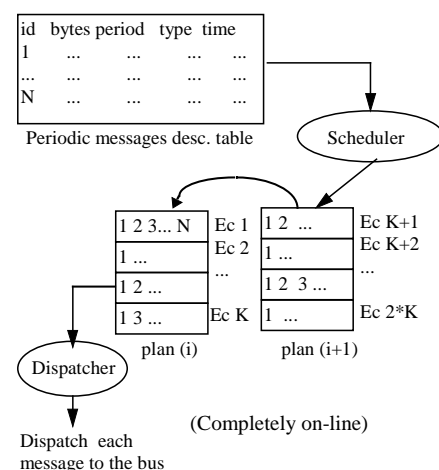 id bytes period type time
1 ... ... ... ...
... ... ... ... ...
N ... ... ... ...
Periodic messages desc. table
Scheduler
1 2 3... N Ec 1
1 ... Ec 2
...
1 2 ...
1 3 ... Ec K
plan (i)
1 2 ... Ec K+1
1 ... Ec K+2
...
1 2 3 ...
1 ... Ec 2*K
plan (i+1)
Dispatcher
(Completely on-line)
Dispatch each
message to the bus